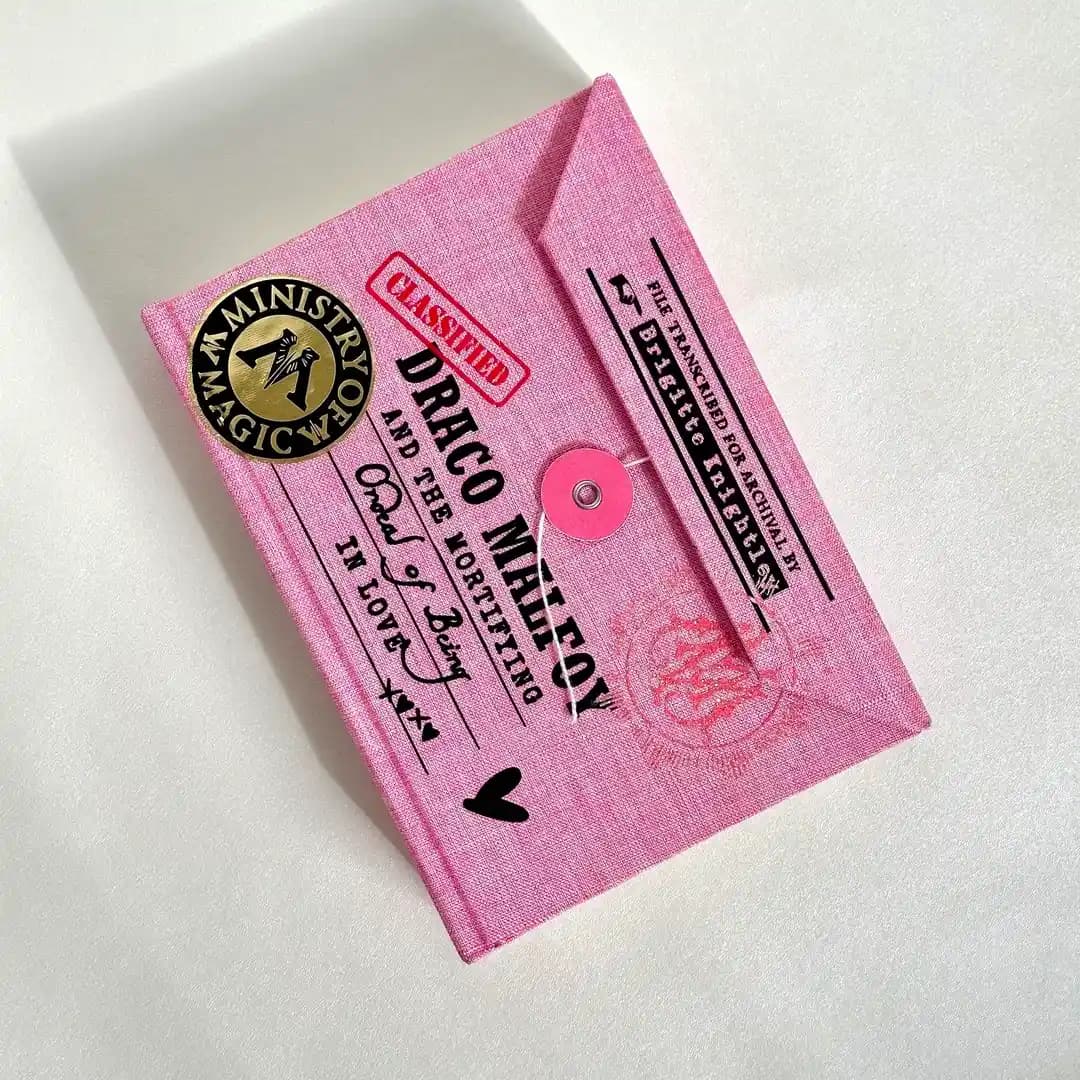 MINISTRY OF MAGIC
M
CLASSIFIED
DRACO MALFOY
AND THE MORTIFYING
Ordeal of Being
IN LOVE
xoxo
FILE TRANSCRIBED FOR ARCHIVAL BY
Brigitte Knightley